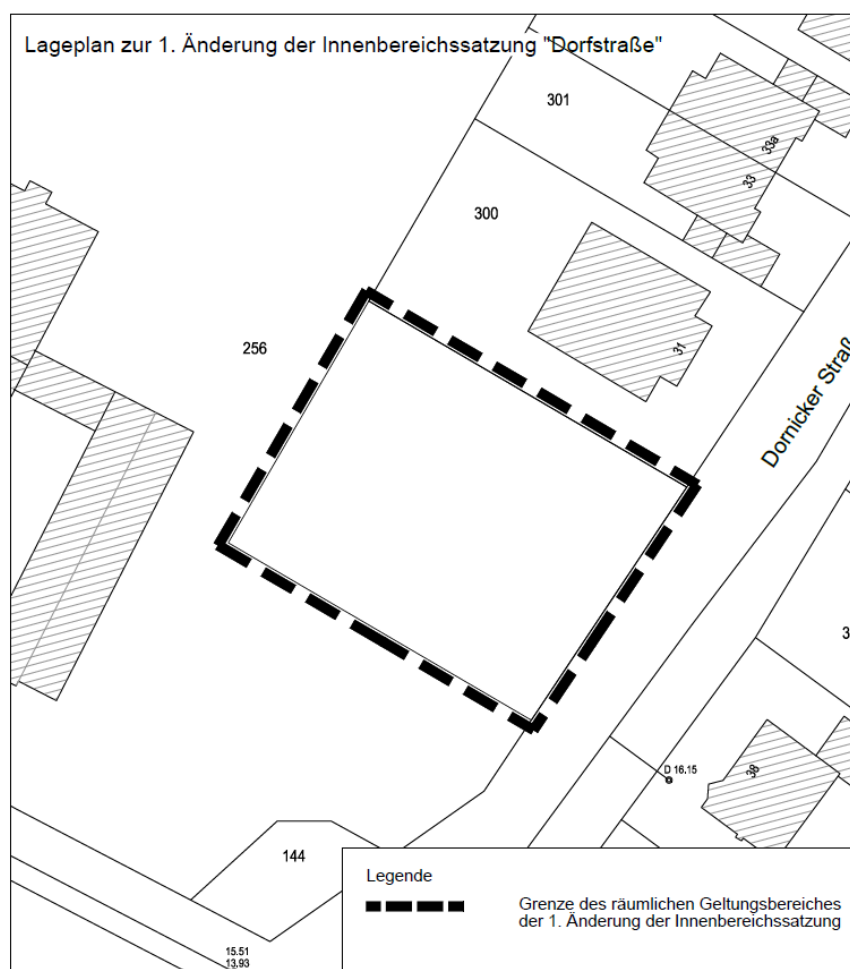 Lageplan zur 1. Änderung der Innenbereichssatzung "Dorfstraße"
301
33a
33
300
31
256
Dornicker Straß
3
D 16.15
38
144
15.51
13.93
Legende
Grenze des räumlichen Geltungsbereiches
der 1. Änderung der Innenbereichssatzung